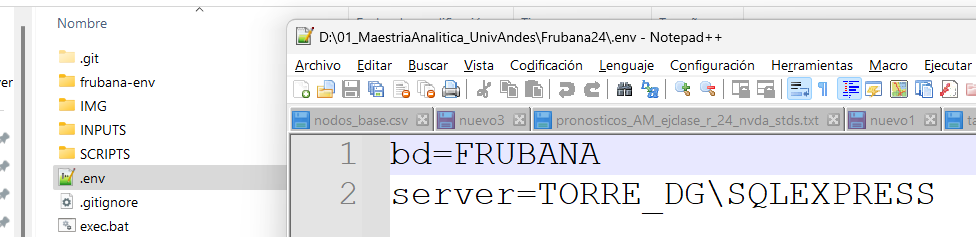 Nombre
.git
frubana-env
IMG
INPUTS
SCRIPTS
.env
.gitignore
exec.bat
D:\01_MaestriaAnalitica_UnivAndes\Frubana24\.env - Notepad++
Archivo Editar Buscar Vista Codificación Lenguaje Configuración Herramientas Macro Ejecutar
nodos_base.csv nuevo3 pronosticos_AM_ejclase_r_24_nvda_stds.txt nuevo1
1 bd=FRUBANA
2 server=TORRE_DG\SQLEXPRESS